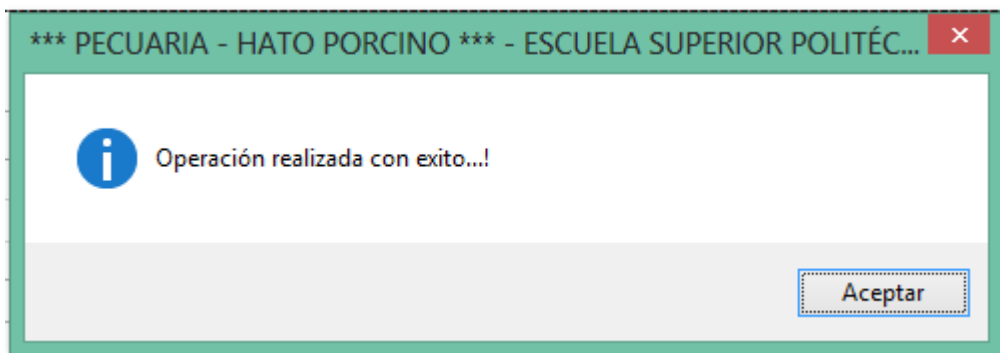 *** PECUARIA - HATO PORCINO *** - ESCUELA SUPERIOR POLITÉC...
Operación realizada con exito...!
Aceptar